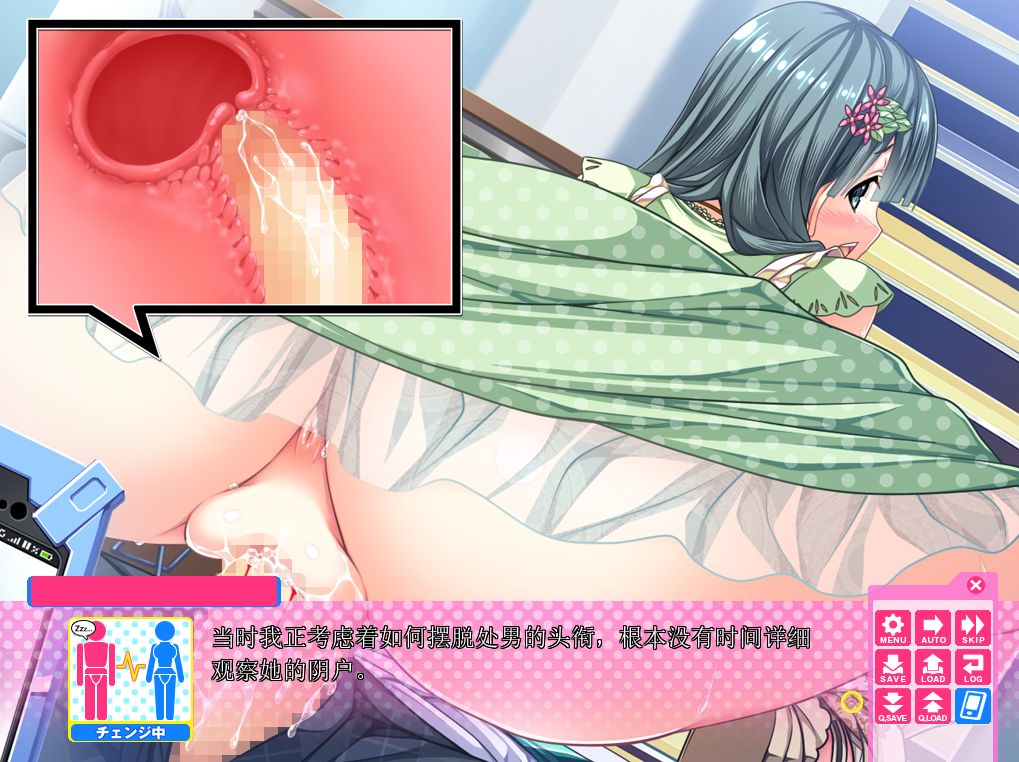 Zzz...
当时我正考虑着如何摆脱处男的头衔，根本没有时间详细
观察她的阴户。
チェンジ中
MENU AUTO SKIP
SAVE LOAD LOG
Q.SAVE Q.LOAD